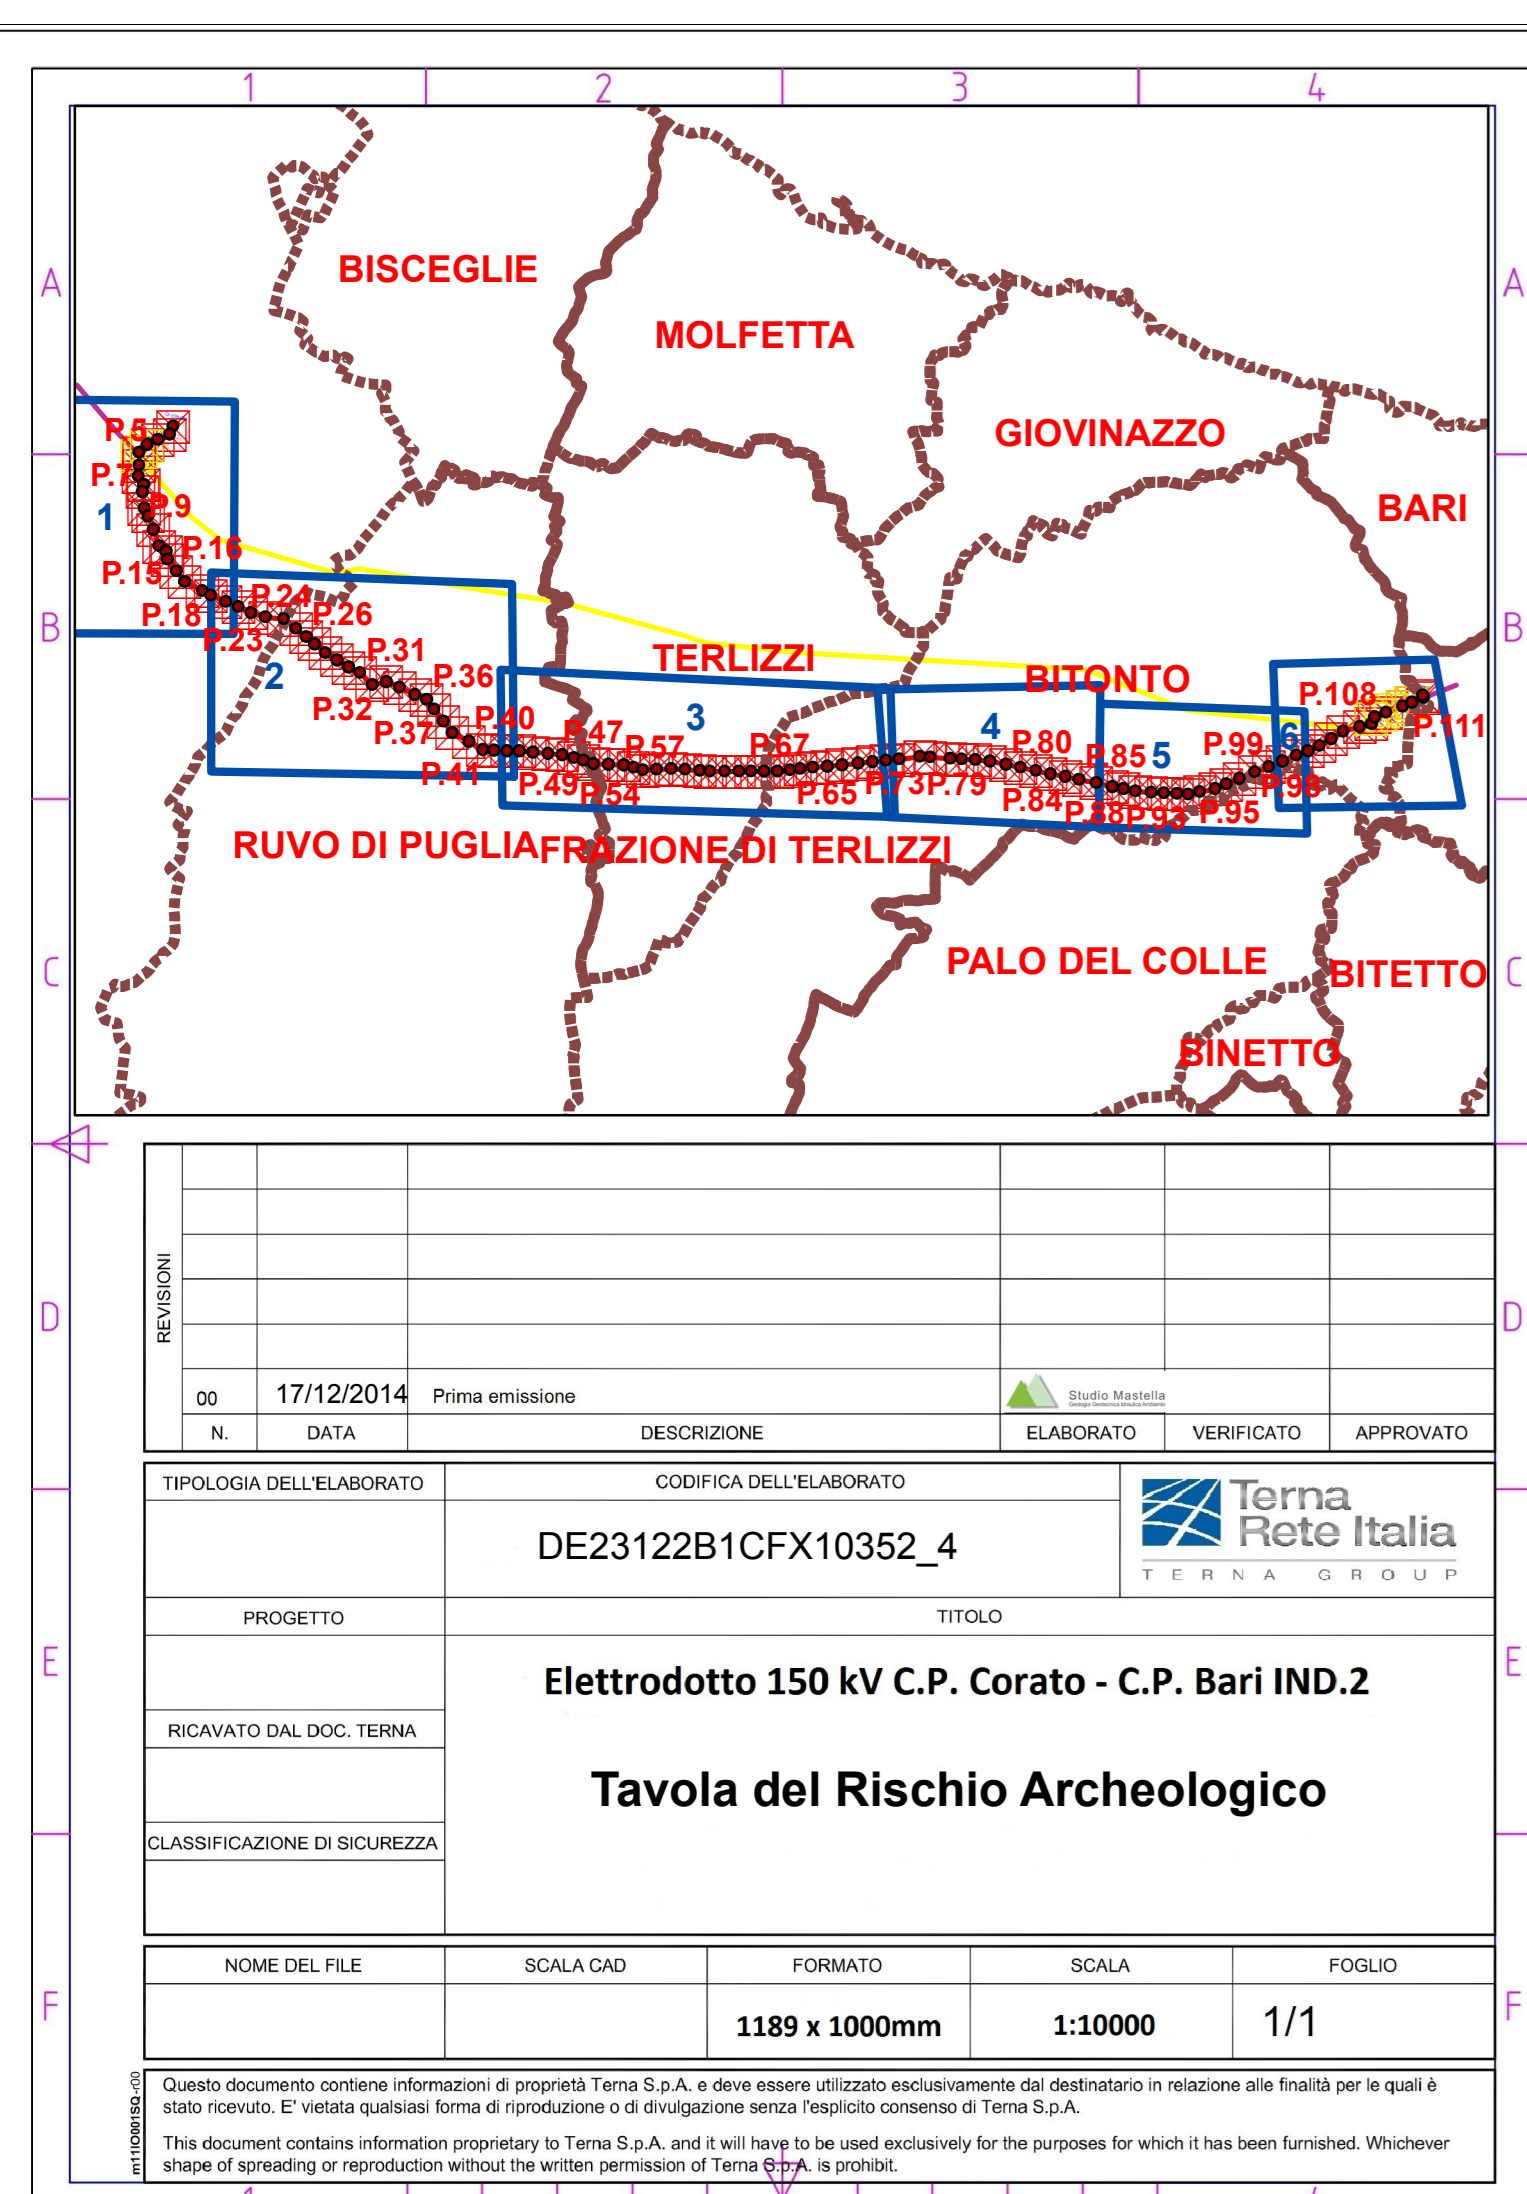 1 2 3 4
A A
BISCEGLIE
MOLFETTA
GIOVINAZZO
BARI
P.5
P.7
P.9
1
P.16
P.15
P.18
P.24
P.26
P.23
B B
2
P.31
P.36
P.32
P.37
P.40
P.41
TERLIZZI
BITONTO
3
4
5
6
P.47
P.57
P.67
P.49
P.54
P.65
P.73
P.79
P.80
P.84
P.85
P.88
P.93
P.95
P.99
P.98
P.108
P.111
RUVO DI PUGLIA
FRAZIONE DI TERLIZZI
C C
PALO DEL COLLE
BITETTO
BINETTO
D D
REVISIONI
00 17/12/2014 Prima emissione Studio Mastella
Geologia Geotecnica Idraulica Ambiente
N. DATA DESCRIZIONE ELABORATO VERIFICATO APPROVATO
TIPOLOGIA DELL'ELABORATO CODIFICA DELL'ELABORATO
DE23122B1CFX10352_4
Terna
Rete Italia
TERNA GROUP
PROGETTO TITOLO
E E
Elettrodotto 150 kV C.P. Corato - C.P. Bari IND.2
RICAVATO DAL DOC. TERNA
Tavola del Rischio Archeologico
CLASSIFICAZIONE DI SICUREZZA
NOME DEL FILE SCALA CAD FORMATO SCALA FOGLIO
F F
1189 x 1000mm 1:10000 1/1
m11IO001SQ-r00
Questo documento contiene informazioni di proprietà Terna S.p.A. e deve essere utilizzato esclusivamente dal destinatario in relazione alle finalità per le quali è
stato ricevuto. E' vietata qualsiasi forma di riproduzione o di divulgazione senza l'esplicito consenso di Terna S.p.A.
This document contains information proprietary to Terna S.p.A. and it will have to be used exclusively for the purposes for which it has been furnished. Whichever
shape of spreading or reproduction without the written permission of Terna S.p.A. is prohibit.